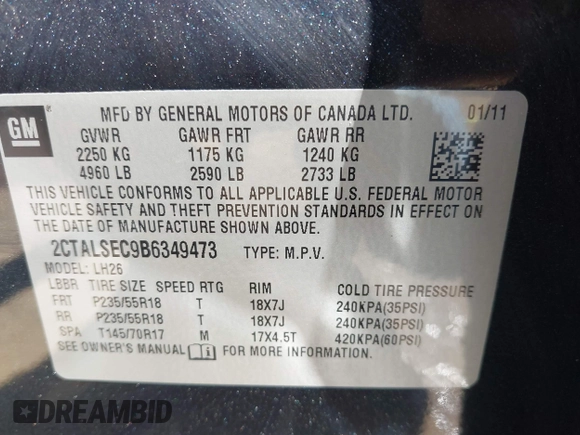 GM
MFD BY GENERAL MOTORS OF CANADA LTD. 01/11
GVWR GAWR FRT GAWR RR
2250 KG 1175 KG 1240 KG
4960 LB 2590 LB 2733 LB
THIS VEHICLE CONFORMS TO ALL APPLICABLE U.S. FEDERAL MOTOR
VEHICLE SAFETY AND THEFT PREVENTION STANDARDS IN EFFECT ON
THE DATE OF MANUFACTURE SHOWN ABOVE.
2CTALSEC9B6349473 TYPE: M.P.V.
MODEL: LH26
LBBR TIRE SIZE SPEED RTG RIM COLD TIRE PRESSURE
FRT P235/55R18 T 18X7J 240KPA(35PSI)
RR P235/55R18 T 18X7J 240KPA(35PSI)
SPA T145/70R17 M 17X4.5T 420KPA(60PSI)
SEE OWNER'S MANUAL FOR MORE INFORMATION.
DREAMBID